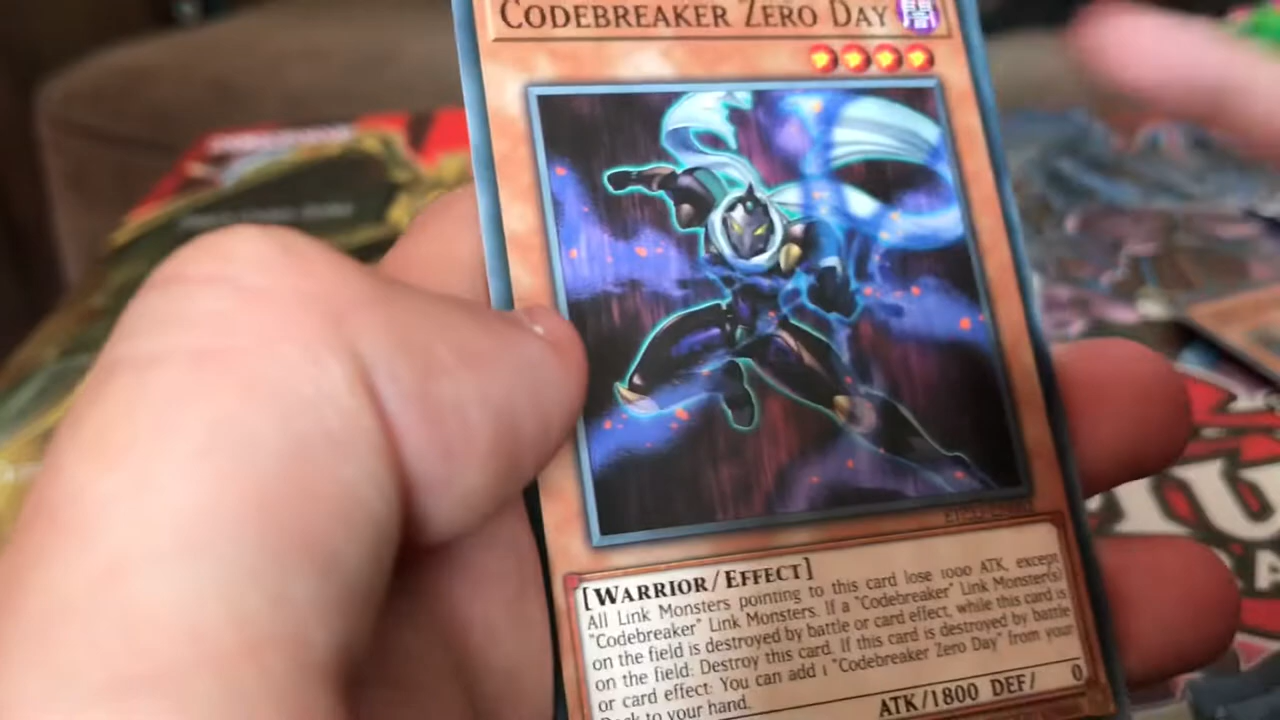 CODEBREAKER ZERO DAY
[WARRIOR/EFFECT]
All Link Monsters pointing to this card lose 1000 ATK, except
"Codebreaker" Link Monsters. If a "Codebreaker" Link Monster(s)
on the field is destroyed by battle or card effect, while this card is
on the field: Destroy this card. If this card is destroyed by battle
or card effect: You can add 1 "Codebreaker Zero Day" from your
Deck to your hand.
ATK/1800 DEF/ 0